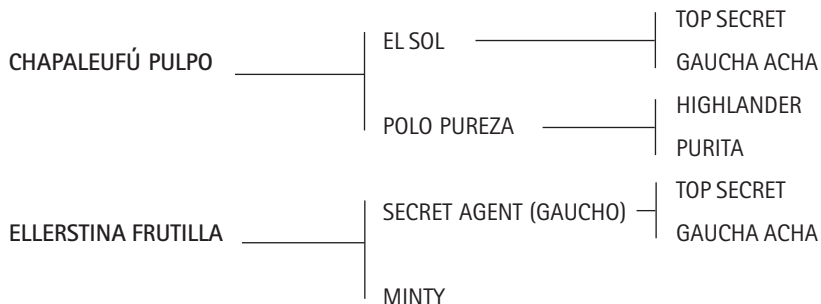 TOP SECRET
EL SOL
CHAPALEUFÚ PULPO
GAUCHA ACHA
HIGHLANDER
POLO PUREZA
PURITA
TOP SECRET
SECRET AGENT (GAUCHO)
ELLERSTINA FRUTILLA
GAUCHA ACHA
MINTY